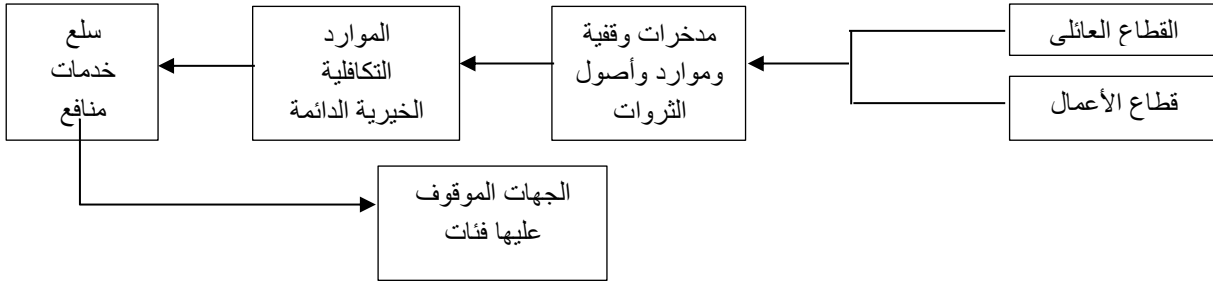 القطاع العائلى
قطاع الأعمال
مدخرات وقفية
وموارد وأصول
الثروات
الموارد
التكافلية
الخيرية الدائمة
سلع
خدمات
منافع
الجهات الموقوف
عليها فئات